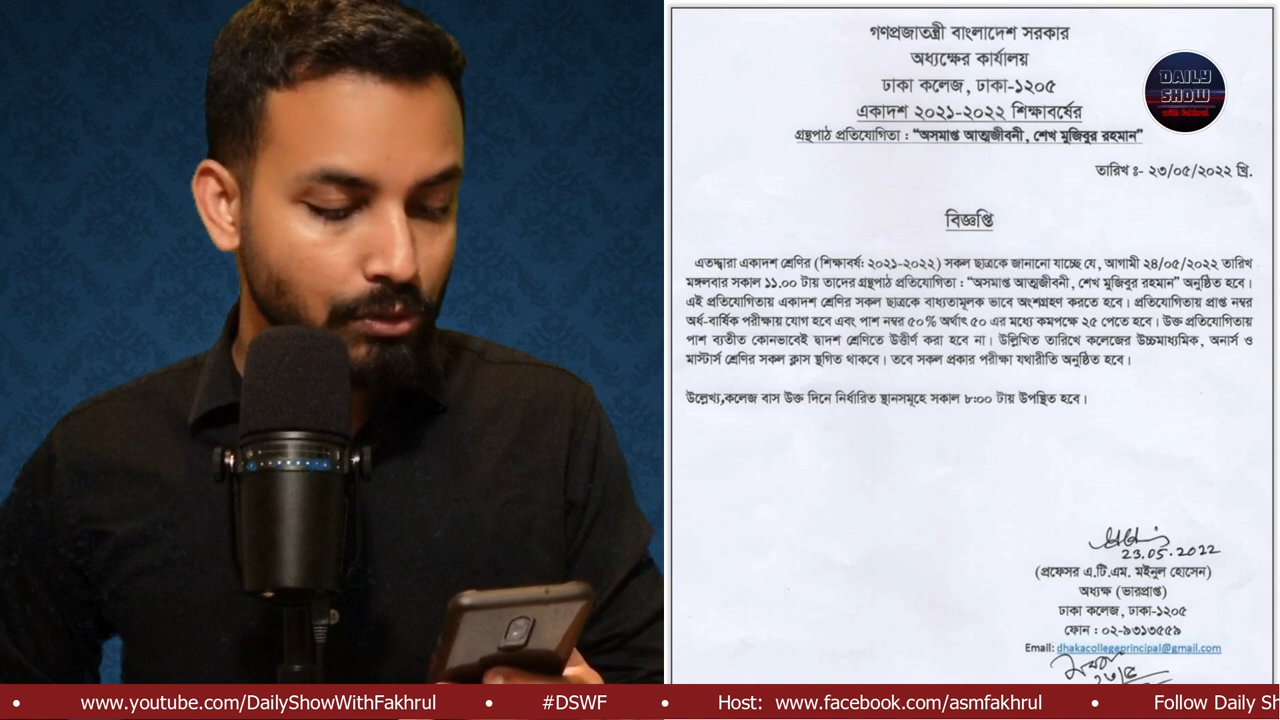 গণপ্রজাতন্ত্রী বাংলাদেশ সরকার
অধ্যক্ষের কার্যালয়
ঢাকা কলেজ, ঢাকা-১২০৫
একাদশ ২০২১-২০২২ শিক্ষাবর্ষের
গ্রন্থপাঠ প্রতিযোগিতা : “অসমাপ্ত আত্মজীবনী, শেখ মুজিবুর রহমান”
DAILY
SHOW
with Fakhrul
তারিখ ঃ- ২৩/০৫/২০২২ খ্রি.
বিজ্ঞপ্তি
এতদ্দ্বারা একাদশ শ্রেণির (শিক্ষাবর্ষ: ২০২১-২০২২) সকল ছাত্রকে জানানো যাচ্ছে যে, আগামী ২৪/০৫/২০২২ তারিখ
মঙ্গলবার সকাল ১১.০০ টায় তাদের গ্রন্থপাঠ প্রতিযোগিতা : “অসমাপ্ত আত্মজীবনী, শেখ মুজিবুর রহমান” অনুষ্ঠিত হবে।
এই প্রতিযোগিতায় একাদশ শ্রেণির সকল ছাত্রকে বাধ্যতামূলক ভাবে অংশগ্রহণ করতে হবে। প্রতিযোগিতায় প্রাপ্ত নম্বর
অর্ধ-বার্ষিক পরীক্ষায় যোগ হবে এবং পাশ নম্বর ৫০% অর্থাৎ ৫০ এর মধ্যে কমপক্ষে ২৫ পেতে হবে। উক্ত প্রতিযোগিতায়
পাশ ব্যতীত কোনভাবেই দ্বাদশ শ্রেণিতে উত্তীর্ণ করা হবে না। উল্লিখিত তারিখে কলেজের উচ্চমাধ্যমিক, অনার্স ও
মাস্টার্স শ্রেণির সকল ক্লাস স্থগিত থাকবে। তবে সকল প্রকার পরীক্ষা যথারীতি অনুষ্ঠিত হবে।
উল্লেখ্য,কলেজ বাস উক্ত দিনে নির্ধারিত স্থানসমূহে সকাল ৮:০০ টায় উপস্থিত হবে।
23.05.2022
(প্রফেসর এ.টি.এম. মইনুল হোসেন)
অধ্যক্ষ (ভারপ্রাপ্ত)
ঢাকা কলেজ, ঢাকা-১২০৫
ফোন : ০২-৯৩১৩৫৫৯
Email: dhakacollegeprincipal@gmail.com
• www.youtube.com/DailyShowWithFakhrul • #DSWF • Host: www.facebook.com/asmfakhrul • Follow Daily